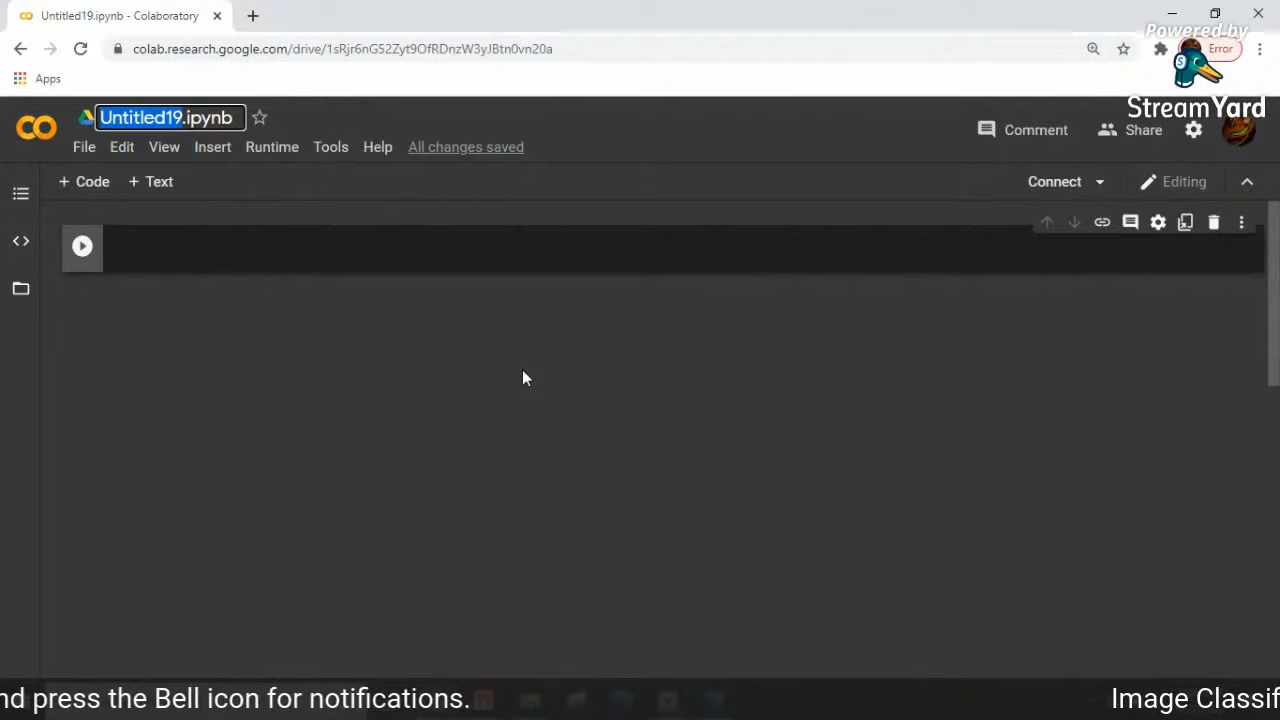 Untitled19.ipynb - Colaboratory
colab.research.google.com/drive/1sRjr6nG52Zyt9OfRDnzW3yJBtn0vn20a
Error
Apps
Powered by
StreamYard
Untitled19.ipynb
Comment
Share
File Edit View Insert Runtime Tools Help All changes saved
+ Code + Text
Connect
Editing
nd press the Bell icon for notifications.
Image Classif